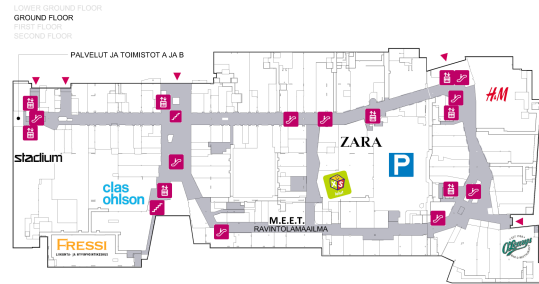 LOWER GROUND FLOOR
GROUND FLOOR
FIRST FLOOR
SECOND FLOOR
PALVELUT JA TOIMISTOT A JA B
H&M
ZARA
P
stadium
clas
ohlson
XS
M.E.E.T.
RAVINTOLAMAAILMA
FRESSI